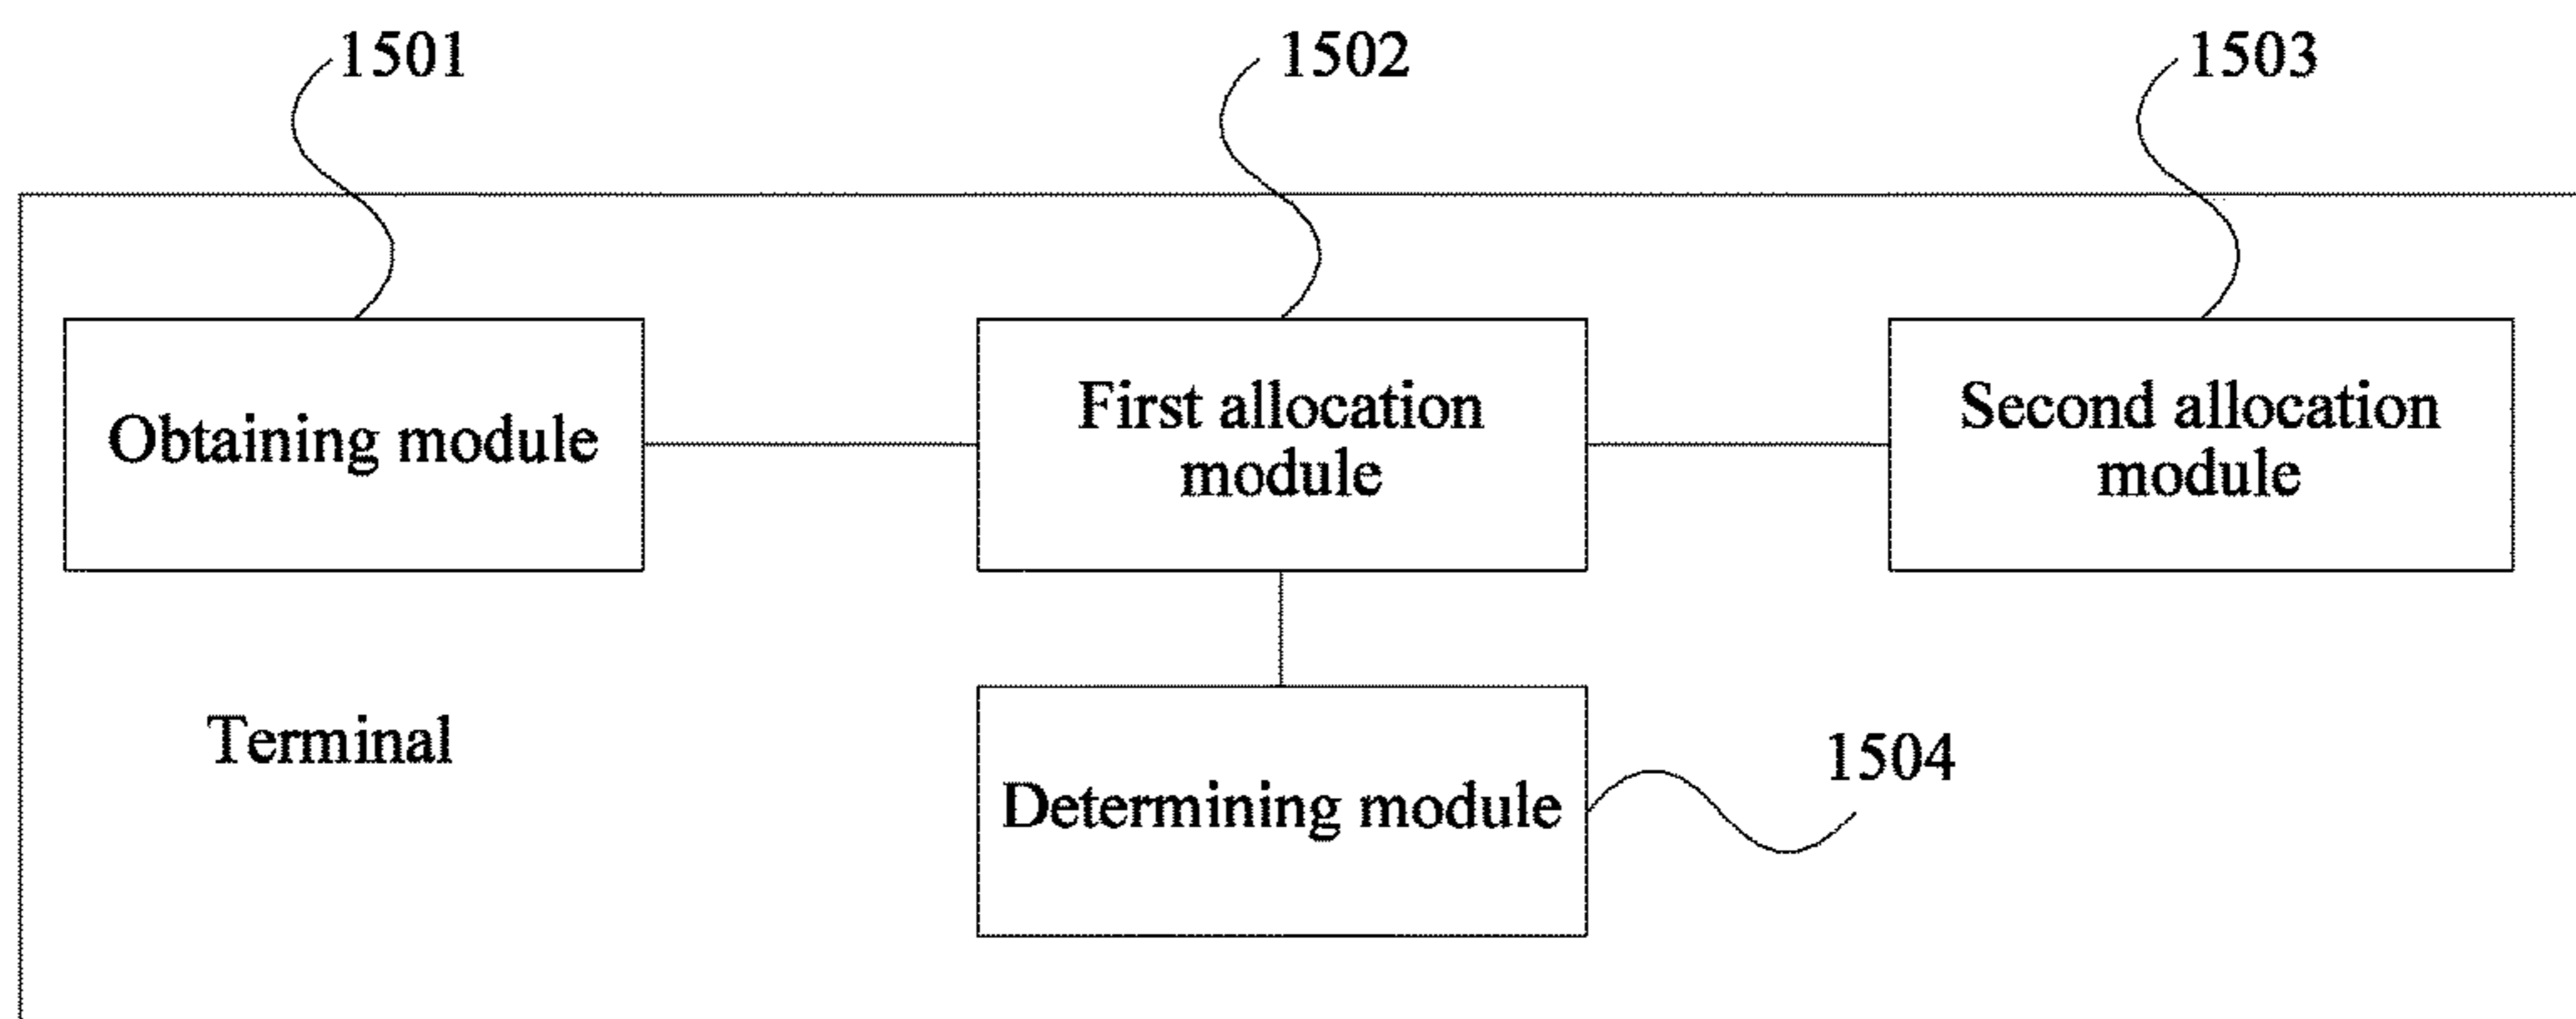 1501
1502
1503
Obtaining module
First allocation
module
Second allocation
module
Terminal
Determining module
1504